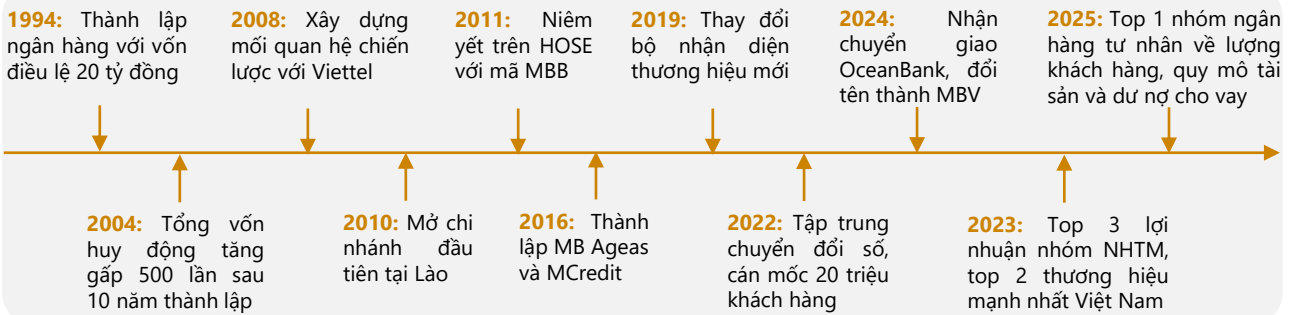 1994: Thành lập
ngân hàng với vốn
điều lệ 20 tỷ đồng
2008: Xây dựng
mối quan hệ chiến
lược với Viettel
2011: Niêm
yết trên HOSE
với mã MBB
2019: Thay đổi
bộ nhận diện
thương hiệu mới
2024: Nhận
chuyển giao
OceanBank, đổi
tên thành MBV
2025: Top 1 nhóm ngân
hàng tư nhân về lượng
khách hàng, quy mô tài
sản và dư nợ cho vay
2004: Tổng vốn
huy động tăng
gấp 500 lần sau
10 năm thành lập
2010: Mở chi
nhánh đầu
tiên tại Lào
2016: Thành
lập MB Ageas
và MCredit
2022: Tập trung
chuyển đổi số,
cán mốc 20 triệu
khách hàng
2023: Top 3 lợi
nhuận nhóm NHTM,
top 2 thương hiệu
mạnh nhất Việt Nam